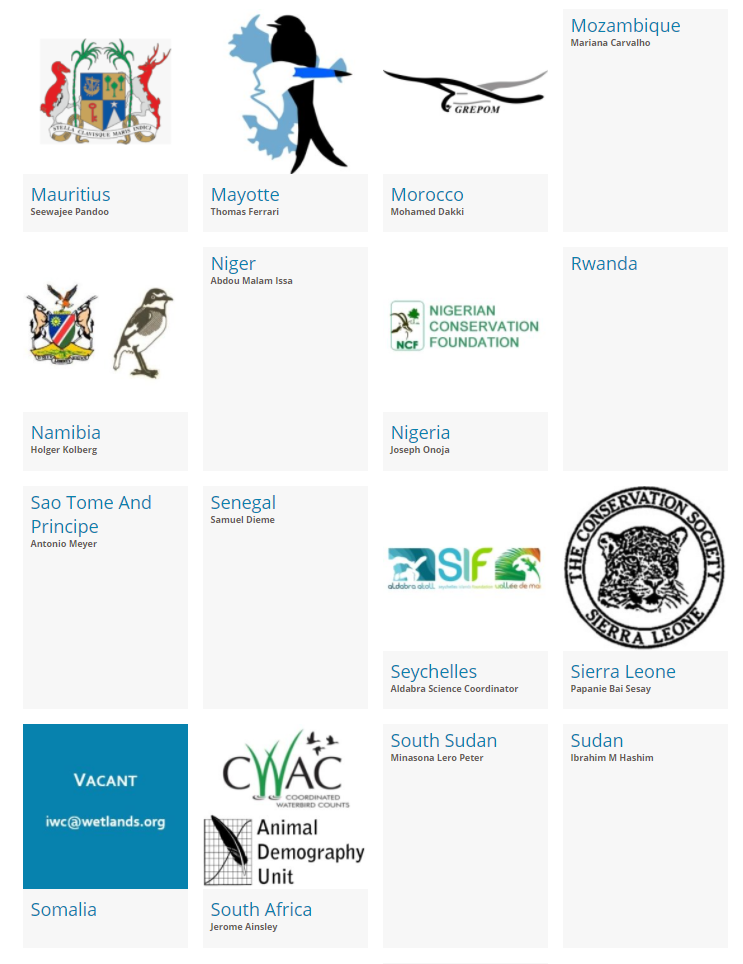 STELLA CLAVISQUE MARIS INDICI
Mauritius
Seewajee Pandoo
Mayotte
Thomas Ferrari
GREPOM
Morocco
Mohamed Dakki
Mozambique
Mariana Carvalho
Namibia
Holger Kolberg
Niger
Abdou Malam Issa
NCF
NIGERIAN
CONSERVATION
FOUNDATION
Nigeria
Joseph Onoja
Rwanda
Sao Tome And
Principe
Antonio Meyer
Senegal
Samuel Dieme
SIF
aldabra atoll
vallée de mai
Seychelles
Aldabra Science Coordinator
THE CONSERVATION SOCIETY
SIERRA LEONE
Sierra Leone
Papanie Bai Sesay
VACANT
iwc@wetlands.org
Somalia
CWAC
COORDINATED
WATERBIRD COUNTS
Animal
Demography
Unit
South Africa
Jerome Ainsley
South Sudan
Minasona Lero Peter
Sudan
Ibrahim M Hashim